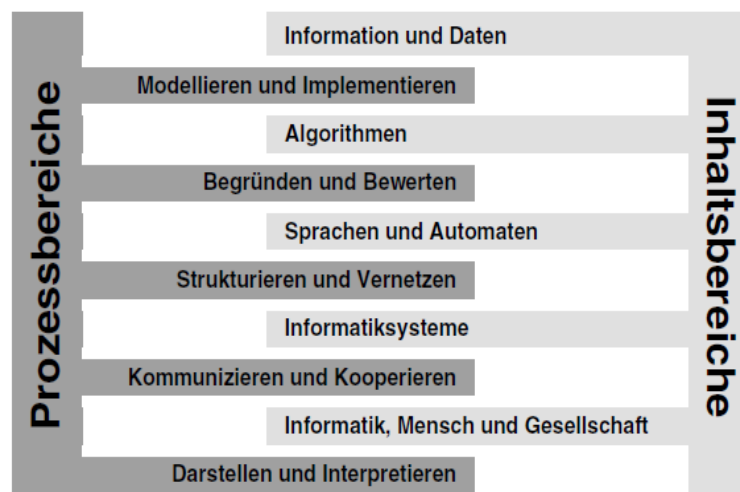 Prozessbereiche
Information und Daten
Modellieren und Implementieren
Algorithmen
Begründen und Bewerten
Sprachen und Automaten
Strukturieren und Vernetzen
Informatiksysteme
Kommunizieren und Kooperieren
Informatik, Mensch und Gesellschaft
Darstellen und Interpretieren
Inhaltsbereiche